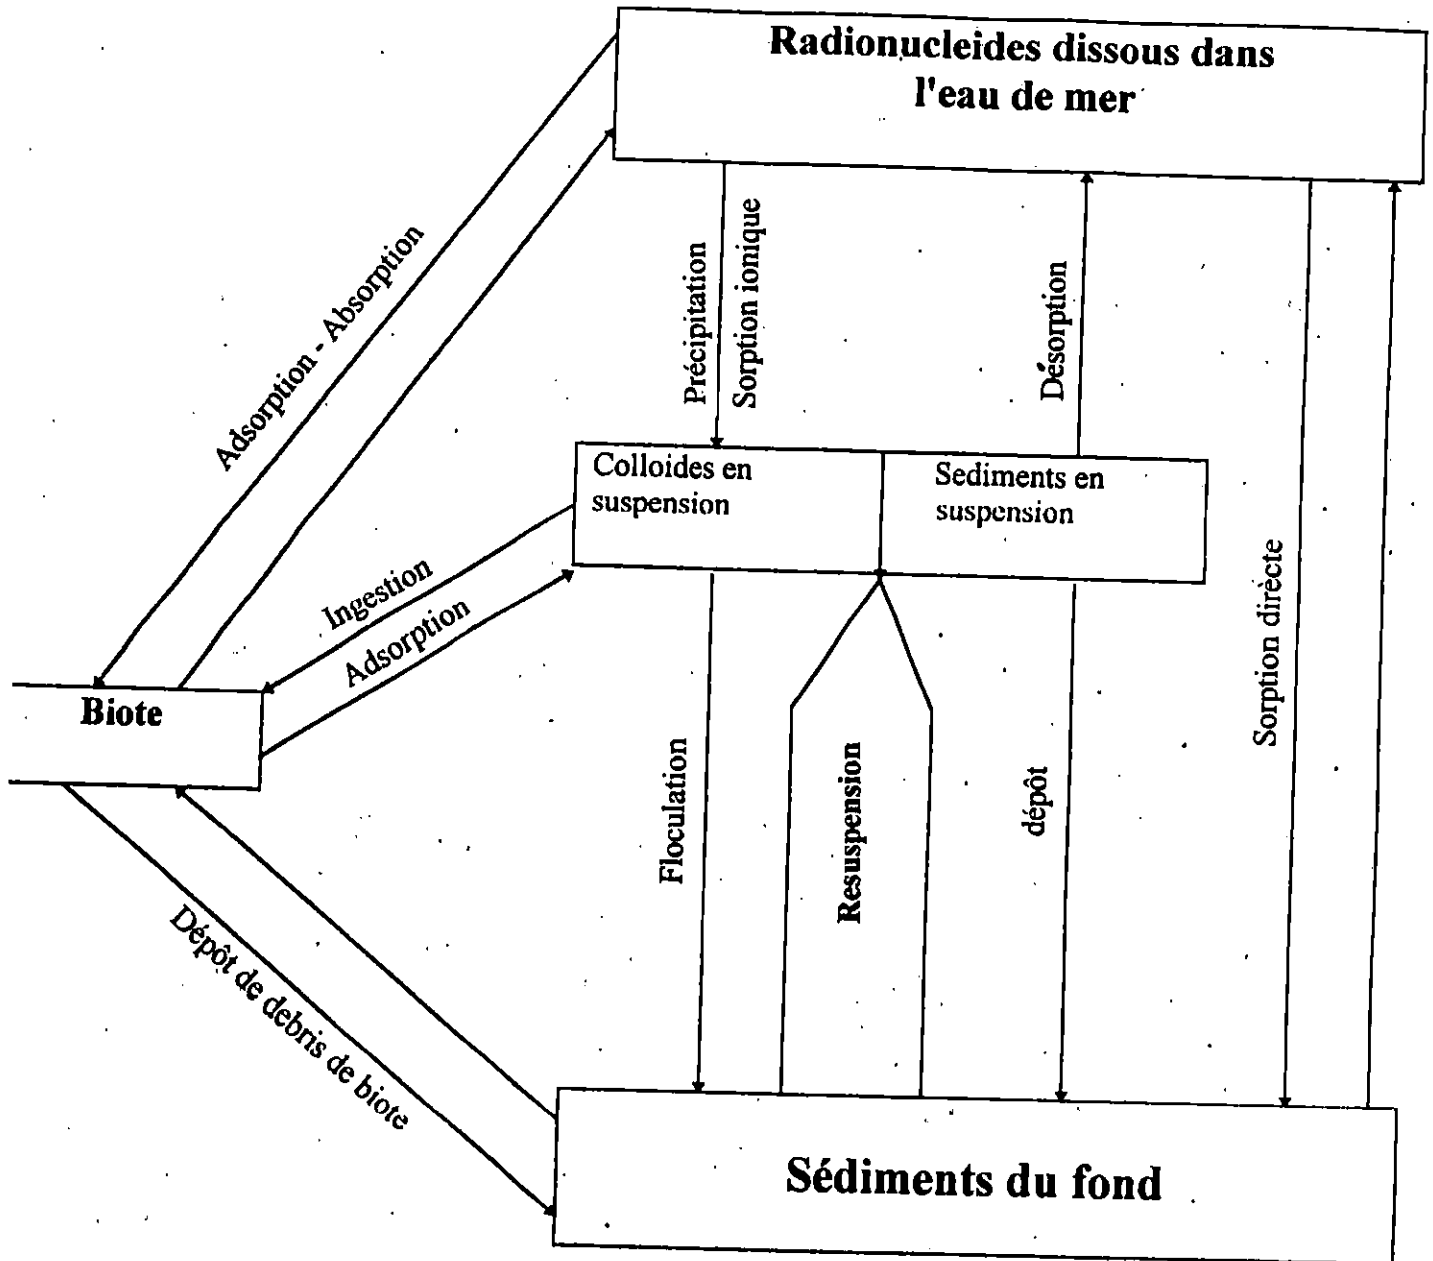 Radionucleides dissous dans
l'eau de mer
Adsorption - Absorption
Précipitation
Sorption ionique
Désorption
Colloides en
suspension
Sediments en
suspension
Ingestion
Adsorption
Sorption dirècte
Biote
Floculation
Resuspension
dépôt
Dépôt de debris de biote
Sédiments du fond